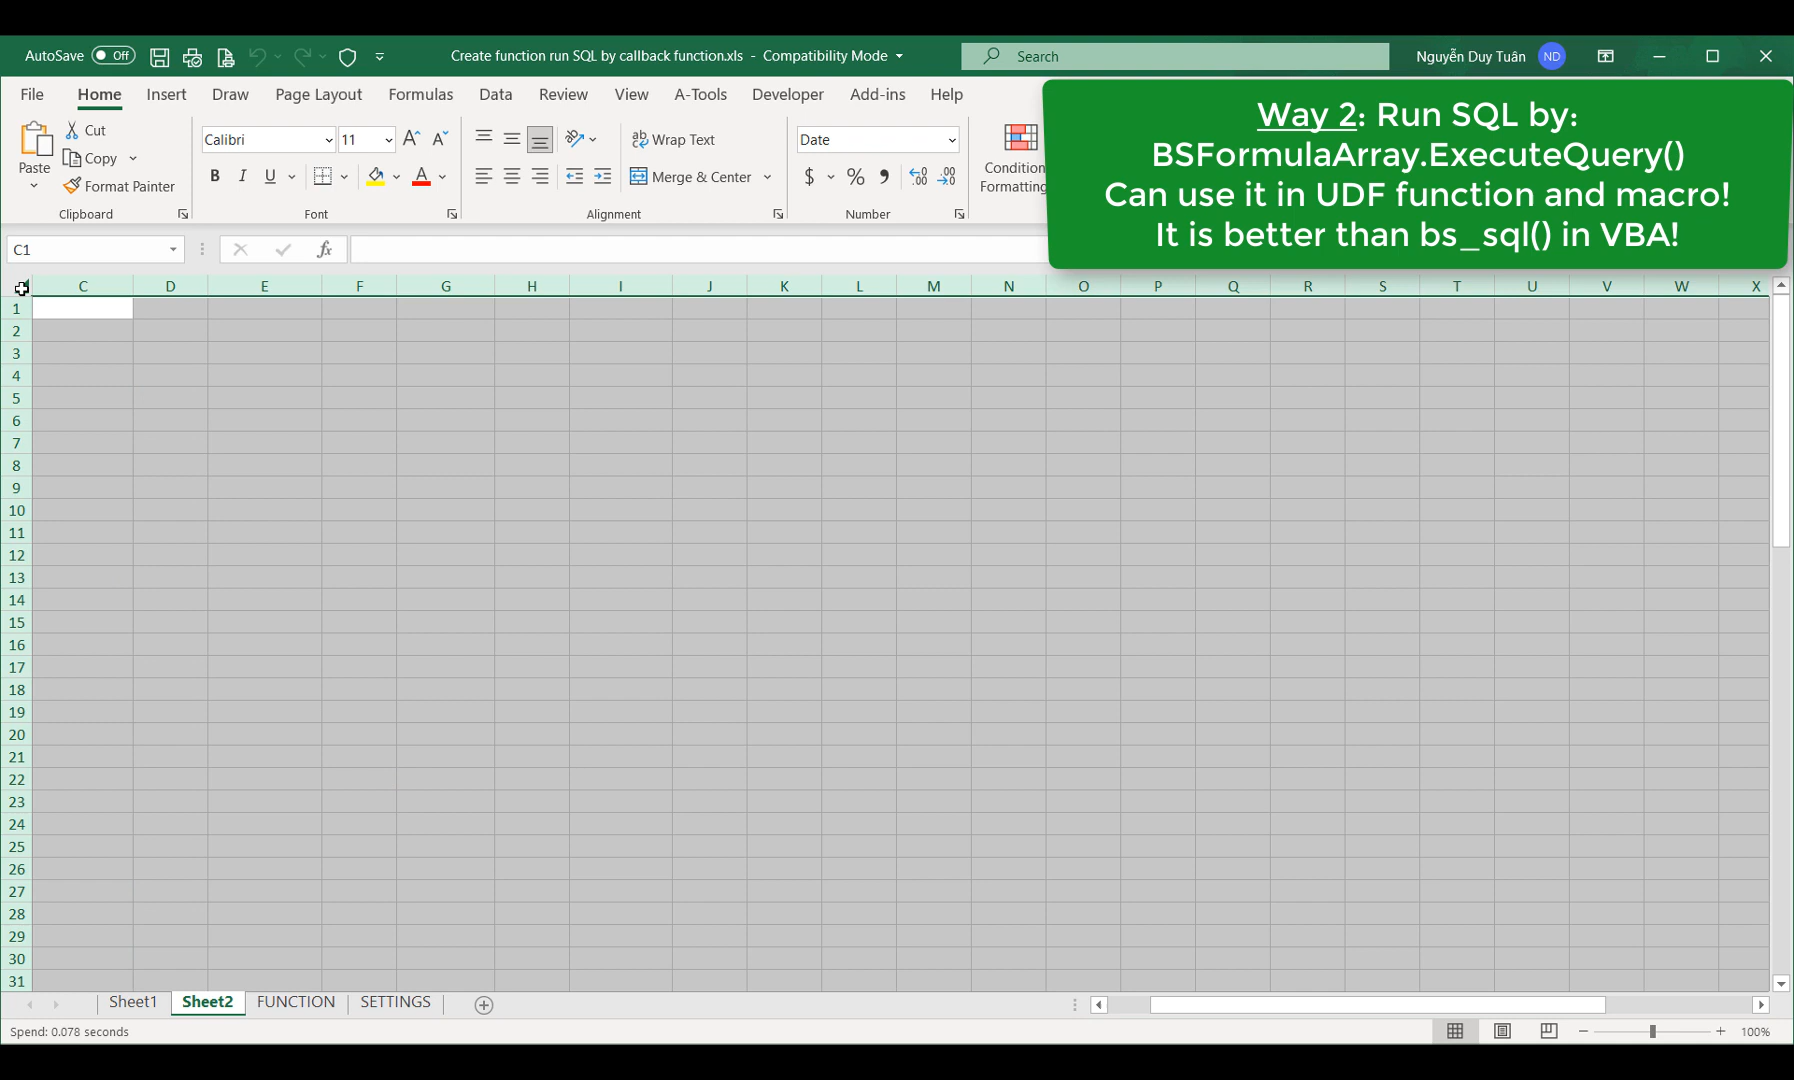 AutoSave Off
Create function run SQL by callback function.xls - Compatibility Mode
Search
Nguyễn Duy Tuân ND
File Home Insert Draw Page Layout Formulas Data Review View A-Tools Developer Add-ins Help
Way 2: Run SQL by:
BSFormulaArray.ExecuteQuery()
Can use it in UDF function and macro!
It is better than bs_sql() in VBA!
Paste
Cut
Copy
Format Painter
Clipboard
Calibri 11
B I U A
Font
ab Wrap Text
Merge & Center
Alignment
Date
$ % , .00
Number
Condition
Formatting
C1 fx
C D E F G H I J K L M N O P Q R S T U V W X
1
2
3
4
5
6
7
8
9
10
11
12
13
14
15
16
17
18
19
20
21
22
23
24
25
26
27
28
29
30
31
Sheet1 Sheet2 FUNCTION SETTINGS
Spend: 0.078 seconds
100%